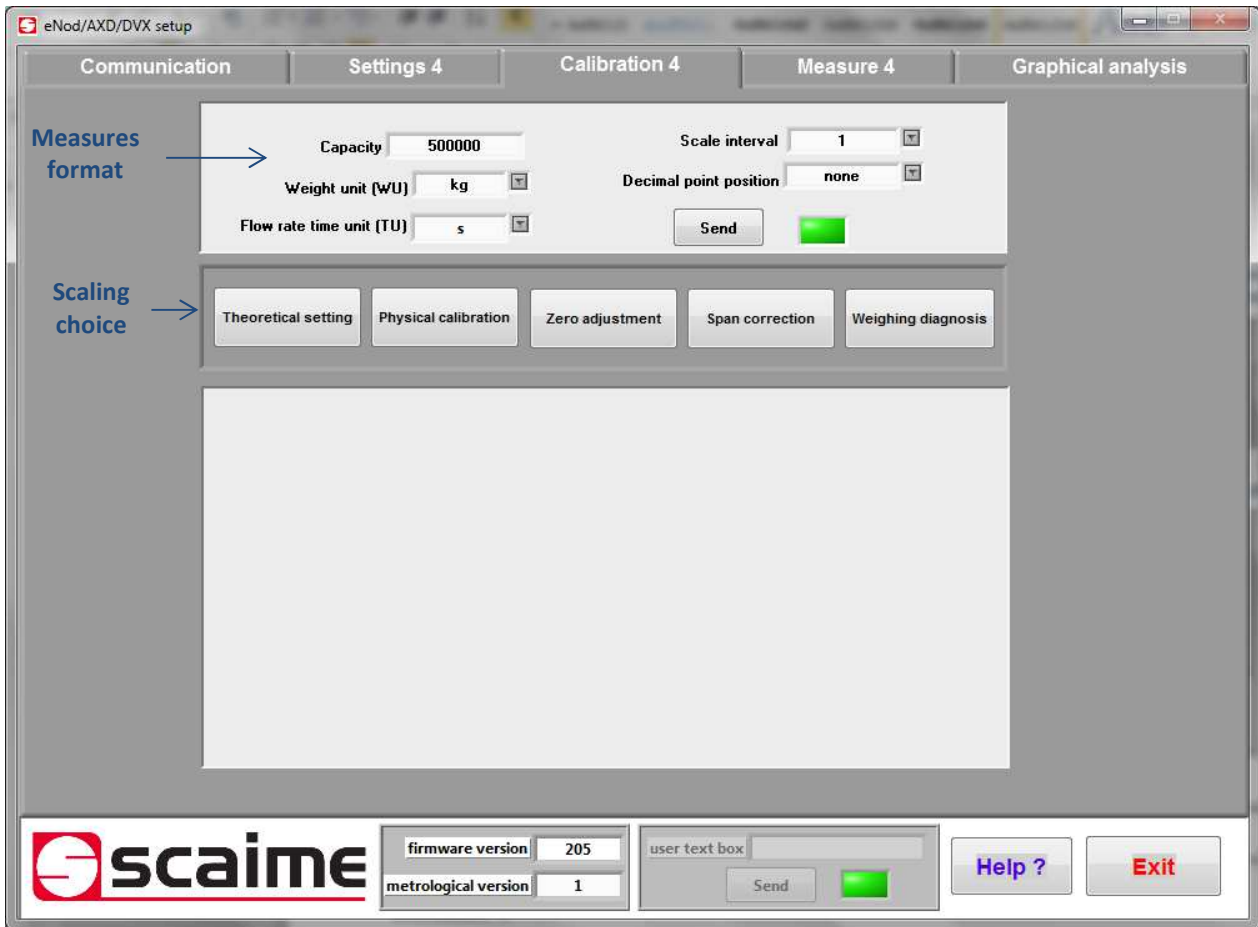 eNod/AXD/DVX setup
Communication Settings 4 Calibration 4 Measure 4 Graphical analysis
Measures
format
Capacity 500000 Scale interval 1
Weight unit (WU) kg Decimal point position none
Flow rate time unit (TU) s Send
Scaling
choice
Theoretical setting Physical calibration Zero adjustment Span correction Weighing diagnosis
scaime
firmware version 205 user text box
metrological version 1 Send
Help ? Exit